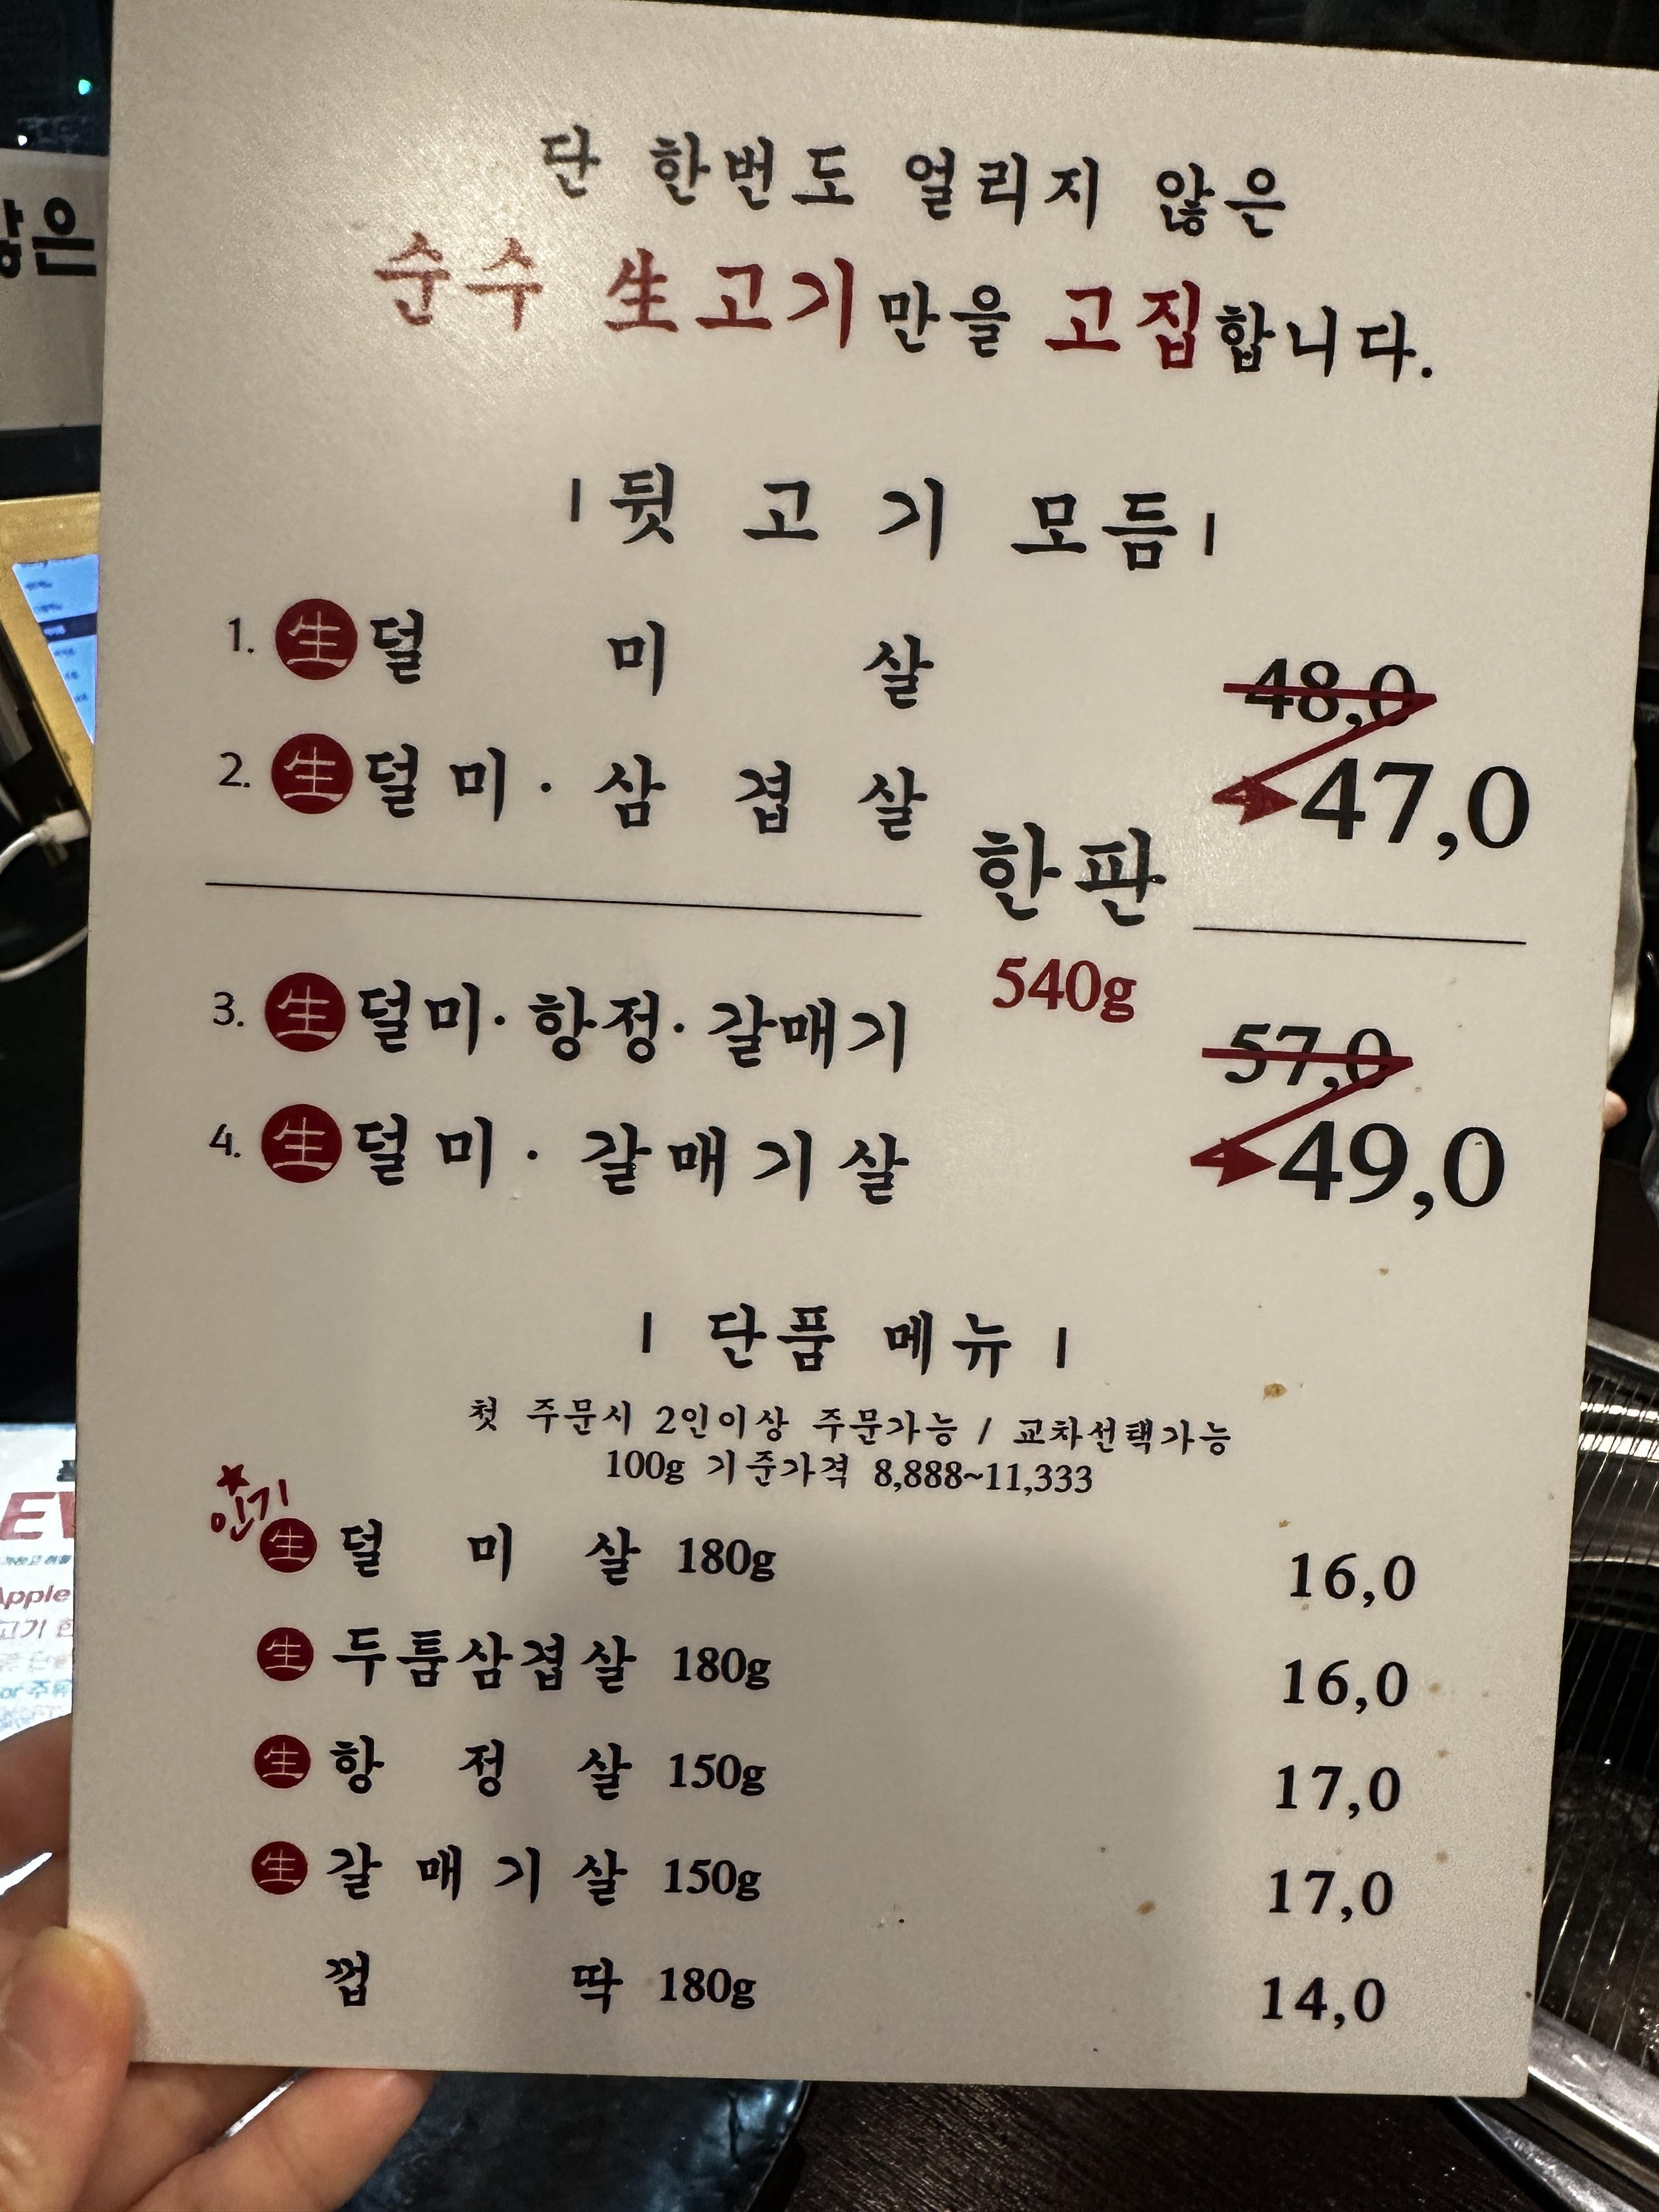 단 한번도 얼리지 않은
순수 生고기만을 고집합니다.
뒷고기 모듬
1. 生 덜미살
48,0
2. 生 덜미·삼겹살
47,0
한판
540g
3. 生 덜미·항정·갈매기
57,0
4. 生 덜미·갈매기살
49,0
단품 메뉴
첫 주문시 2인이상 주문가능 / 교차선택가능
100g 기준가격 8,888~11,333
인기
生 덜미살 180g 16,0
生 두툼삼겹살 180g 16,0
生 항정살 150g 17,0
生 갈매기살 150g 17,0
껍딱 180g 14,0
않은
Apple
고기